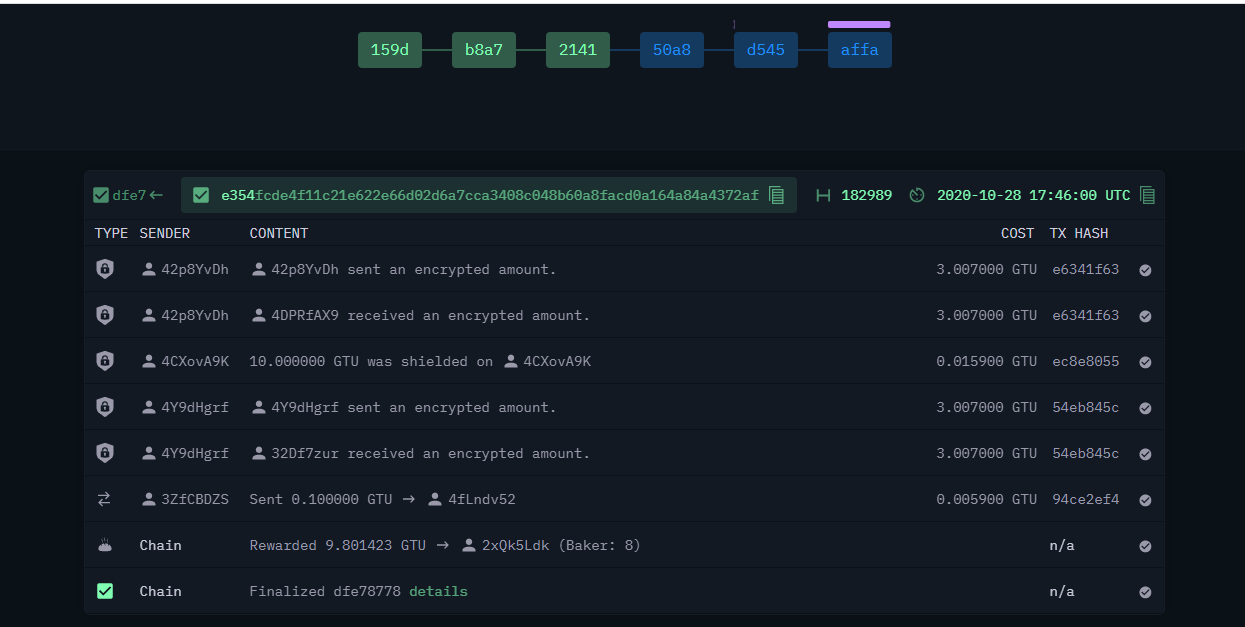 159d b8a7 2141 50a8 d545 affa
dfe7← e354fcde4f11c21e622e66d02d6a7cca3408c048b60a8facd0a164a84a4372af 182989 2020-10-28 17:46:00 UTC
TYPE SENDER CONTENT COST TX HASH
42p8YvDh 42p8YvDh sent an encrypted amount. 3.007000 GTU e6341f63
42p8YvDh 4DPRfAX9 received an encrypted amount. 3.007000 GTU e6341f63
4CXovA9K 10.000000 GTU was shielded on 4CXovA9K 0.015900 GTU ec8e8055
4Y9dHgrf 4Y9dHgrf sent an encrypted amount. 3.007000 GTU 54eb845c
4Y9dHgrf 32Df7zur received an encrypted amount. 3.007000 GTU 54eb845c
3ZfCBDZS Sent 0.100000 GTU → 4fLndv52 0.005900 GTU 94ce2ef4
Chain Rewarded 9.801423 GTU → 2xQk5Ldk (Baker: 8) n/a
Chain Finalized dfe78778 details n/a